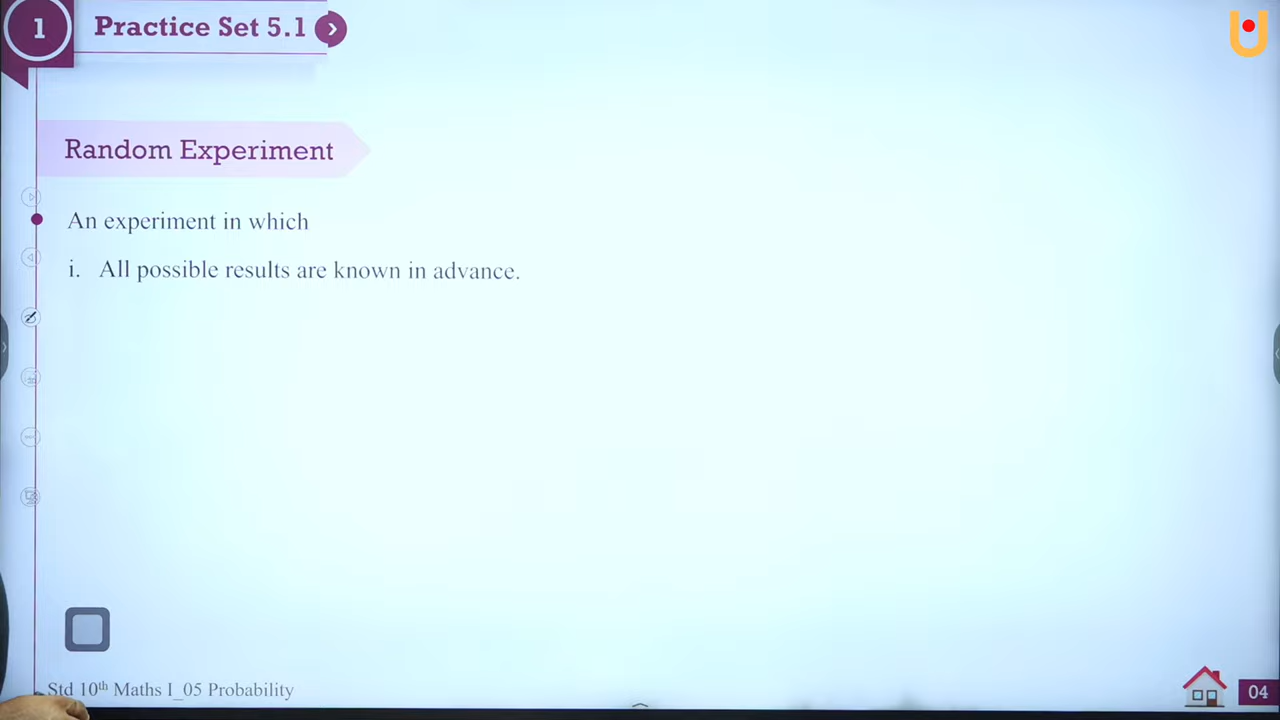 1 Practice Set 5.1
Random Experiment
An experiment in which
i. All possible results are known in advance.
Std 10th Maths I_05 Probability
04